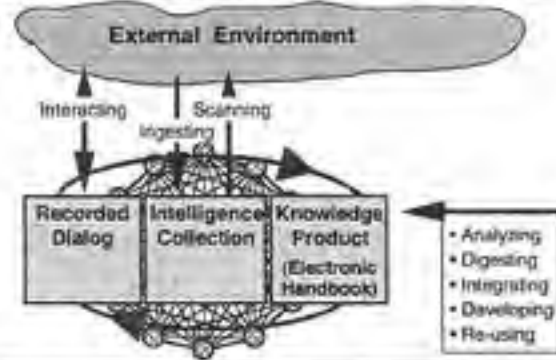 External Environment
Interacting
Ingesting
Scanning
Recorded
Dialog
Intelligence
Collection
Knowledge
Product
(Electronic
Handbook)
• Analyzing
• Digesting
• Integrating
• Developing
• Re-using